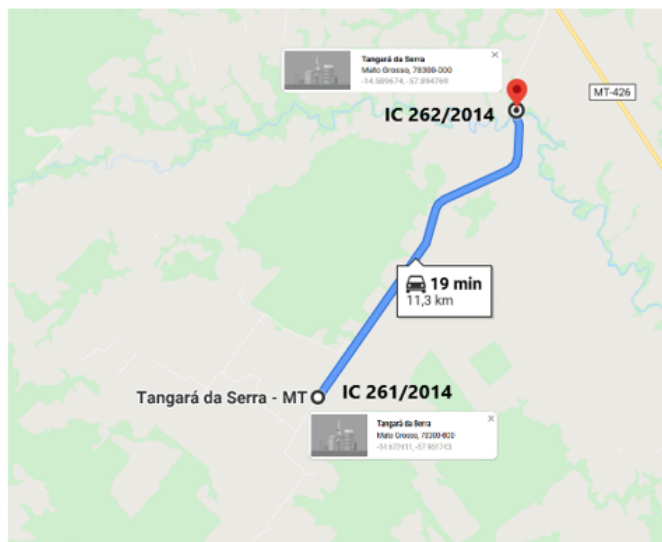 Tangará da Serra
Mato Grosso, 78300-000
-14.589674, -57.894769
MT-426
IC 262/2014
19 min
11,3 km
Tangará da Serra - MT
IC 261/2014
Tangará da Serra
Mato Grosso, 78300-000